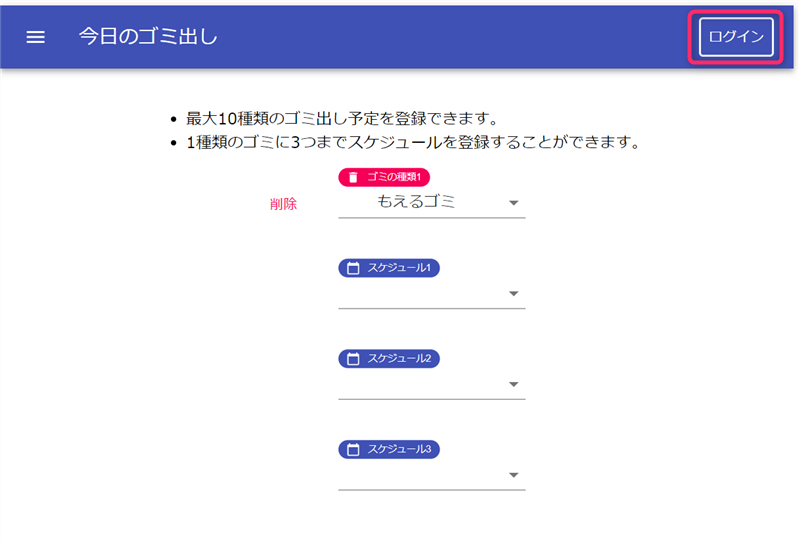 今日のゴミ出し
ログイン
最大10種類のゴミ出し予定を登録できます。
1種類のゴミに3つまでスケジュールを登録することができます。
ゴミの種類1
削除
もえるゴミ
スケジュール1
スケジュール2
スケジュール3